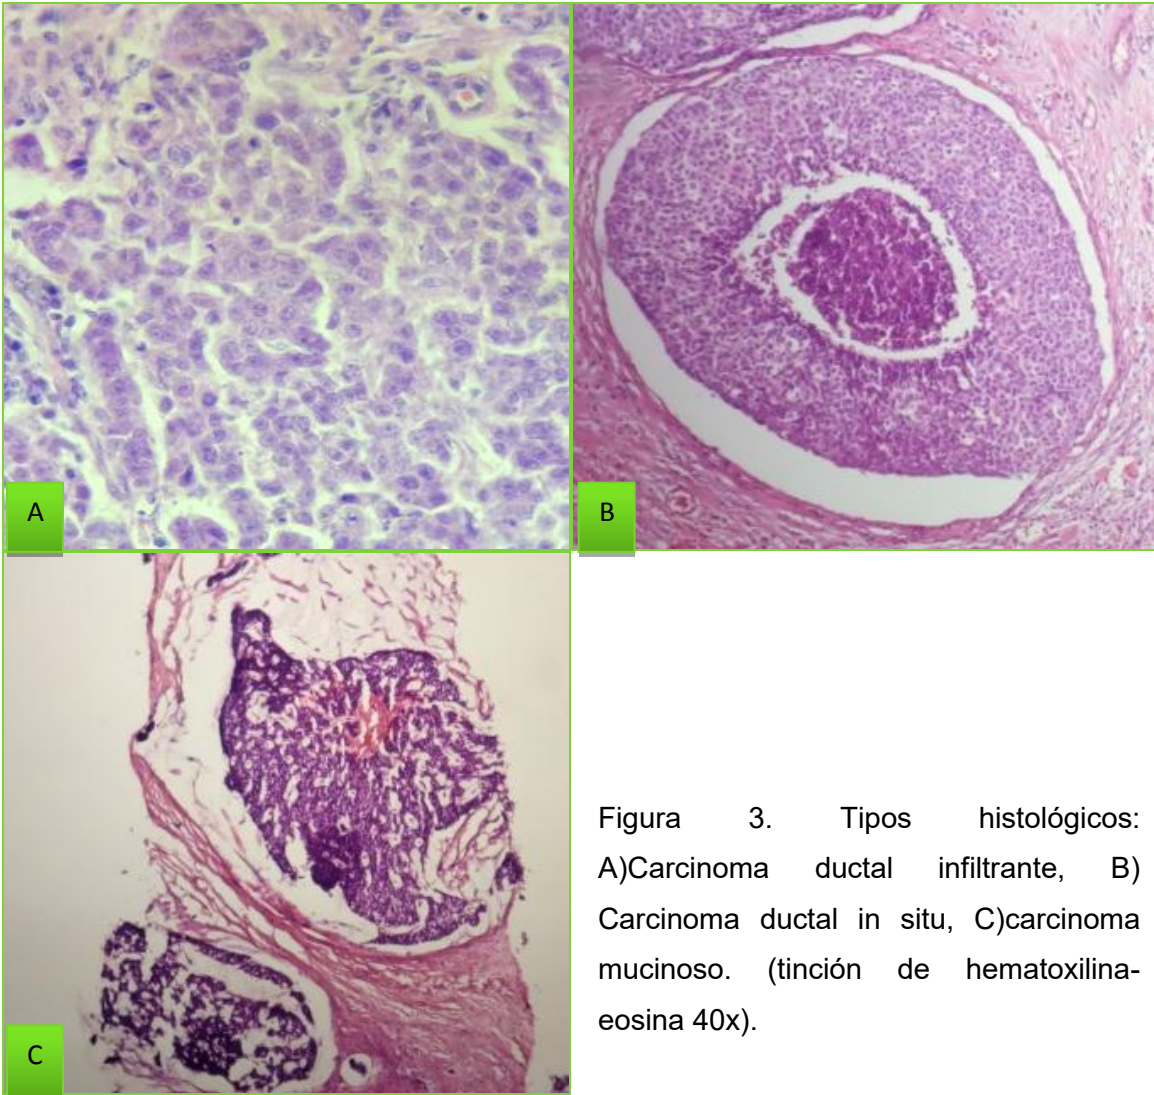 A
B
C
Figura 3. Tipos histológicos:
A)Carcinoma ductal infiltrante, B)
Carcinoma ductal in situ, C)carcinoma
mucinoso. (tinción de hematoxilina-
eosina 40x).